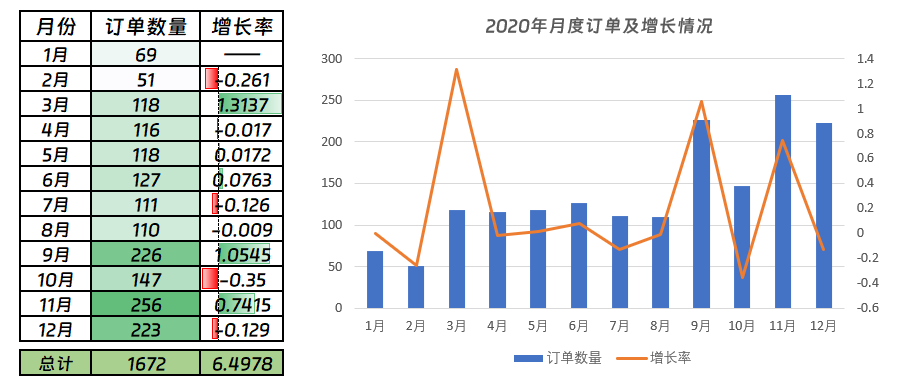 月份 订单数量 增长率
1月 69 ——
2月 51 -0.261
3月 118 1.3137
4月 116 -0.017
5月 118 0.0172
6月 127 0.0763
7月 111 -0.126
8月 110 -0.009
9月 226 1.0545
10月 147 -0.35
11月 256 0.7415
12月 223 -0.129
总计 1672 6.4978
2020年月度订单及增长情况
300 1.4
1.2
250 1
0.8
200 0.6
150 0.4
0.2
100 0
-0.2
50 -0.4
0 -0.6
1月 2月 3月 4月 5月 6月 7月 8月 9月 10月 11月 12月
订单数量 增长率